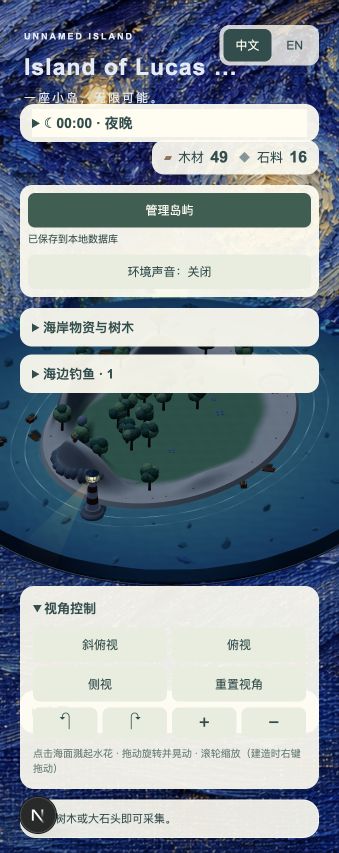 UNNAMED ISLAND
中文 EN
Island of Lucas ...
一座小岛，无限可能。
▶ ☾ 00:00 · 夜晚
木材 49 石料 16
管理岛屿
已保存到本地数据库
环境声音：关闭
▶ 海岸物资与树木
▶ 海边钓鱼 · 1
▼ 视角控制
斜俯视 俯视
侧视 重置视角
+ −
点击海面溅起水花 · 拖动旋转并晃动 · 滚轮缩放（建造时右键
拖动）
N
树木或大石头即可采集。